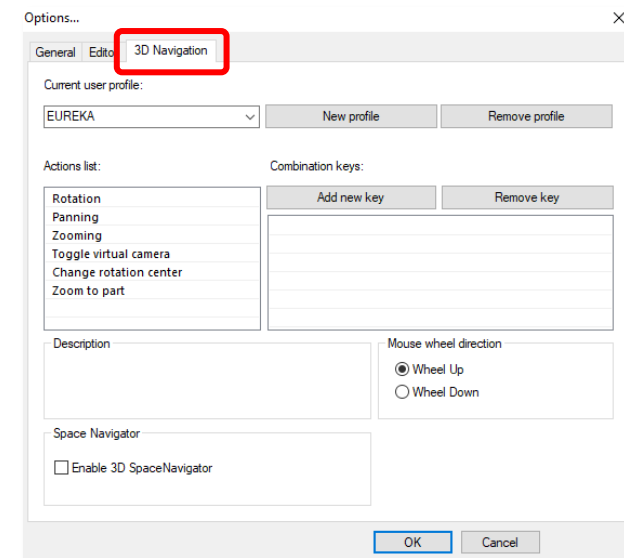 Options...
General Edito 3D Navigation
Current user profile:
EUREKA New profile Remove profile
Actions list: Combination keys:
Add new key Remove key
Rotation
Panning
Zooming
Toggle virtual camera
Change rotation center
Zoom to part
Description Mouse wheel direction
Wheel Up
Wheel Down
Space Navigator
Enable 3D SpaceNavigator
OK Cancel